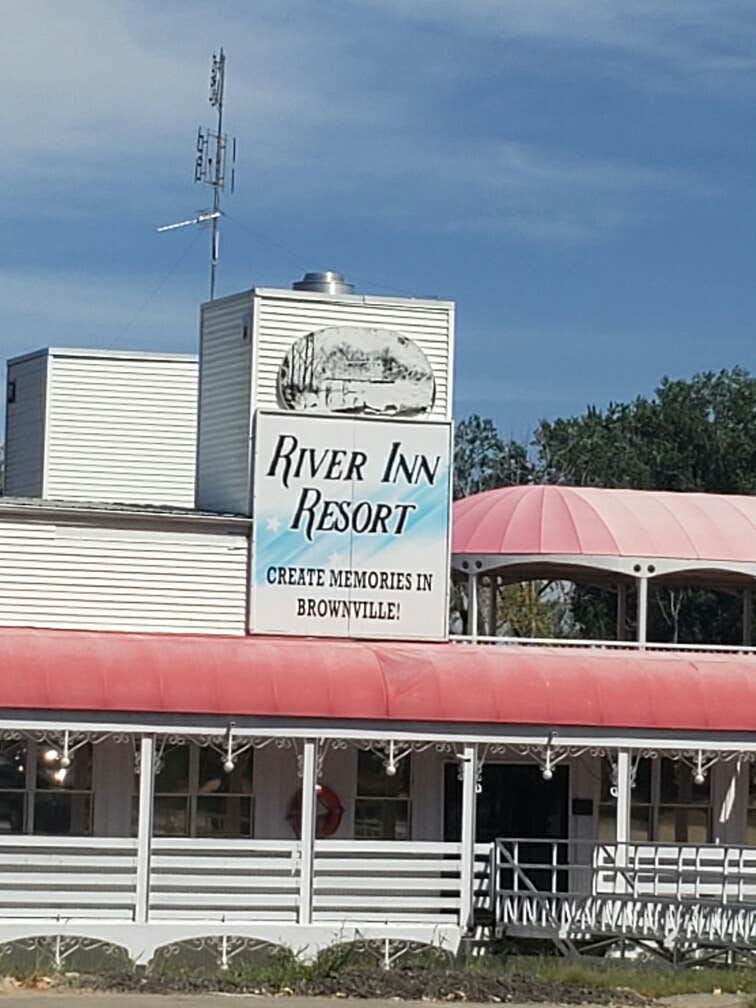 River Inn
Resort
CREATE MEMORIES IN
BROWNVILLE!